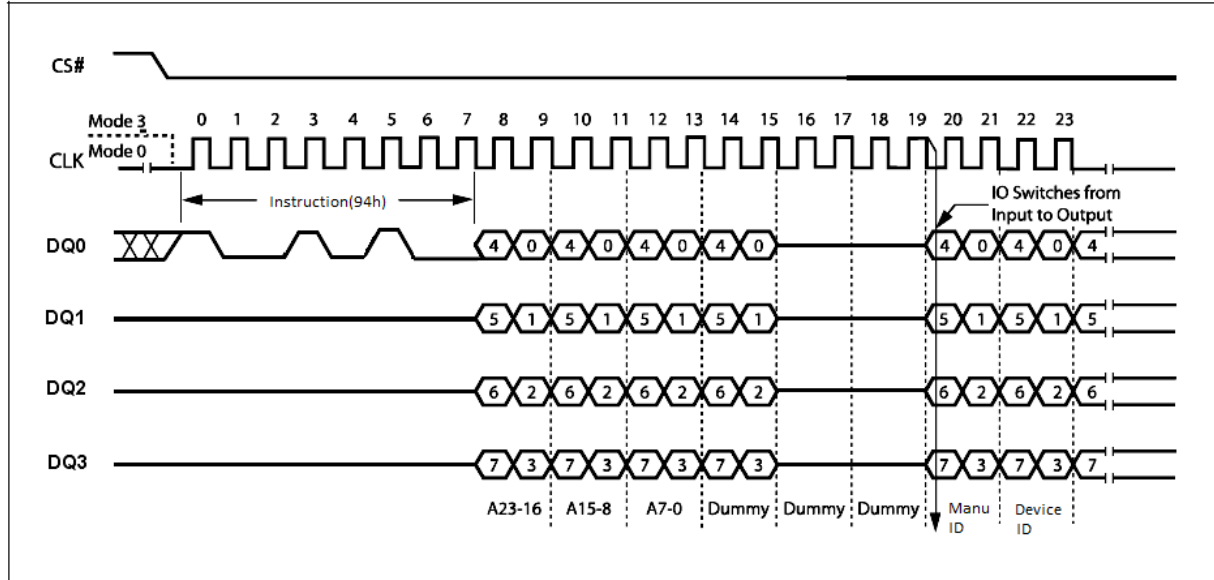 CS#
Mode 3 0 1 2 3 4 5 6 7 8 9 10 11 12 13 14 15 16 17 18 19 20 21 22 23
Mode 0
CLK
Instruction(94h)
IO Switches from
Input to Output
DQ0 4 0 4 0 4 0 4 0 4 0 4 0 4
DQ1 5 1 5 1 5 1 5 1 5 1 5 1 5
DQ2 6 2 6 2 6 2 6 2 6 2 6 2 6
DQ3 7 3 7 3 7 3 7 3 7 3 7 3 7
A23-16 A15-8 A7-0 Dummy Dummy Dummy Manu ID Device ID